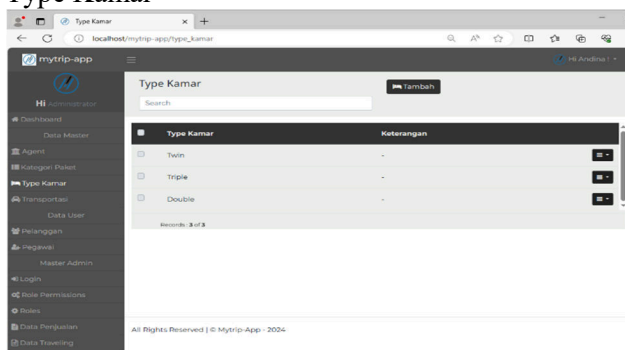 Type Kamar
Type Kamar
localhost/mytrip-app/type_kamar
mytrip-app
Hi Andina !
Hi Administrator
Dashboard
Data Master
Agent
Kategori Paket
Type Kamar
Transportasi
Data User
Pelanggan
Pegawai
Master Admin
Login
Role Permissions
Roles
Data Penjualan
Data Traveling
Type Kamar
Tambah
Search
Type Kamar Keterangan
Twin -
Triple -
Double -
Records : 3 of 3
All Rights Reserved | © Mytrip-App - 2024